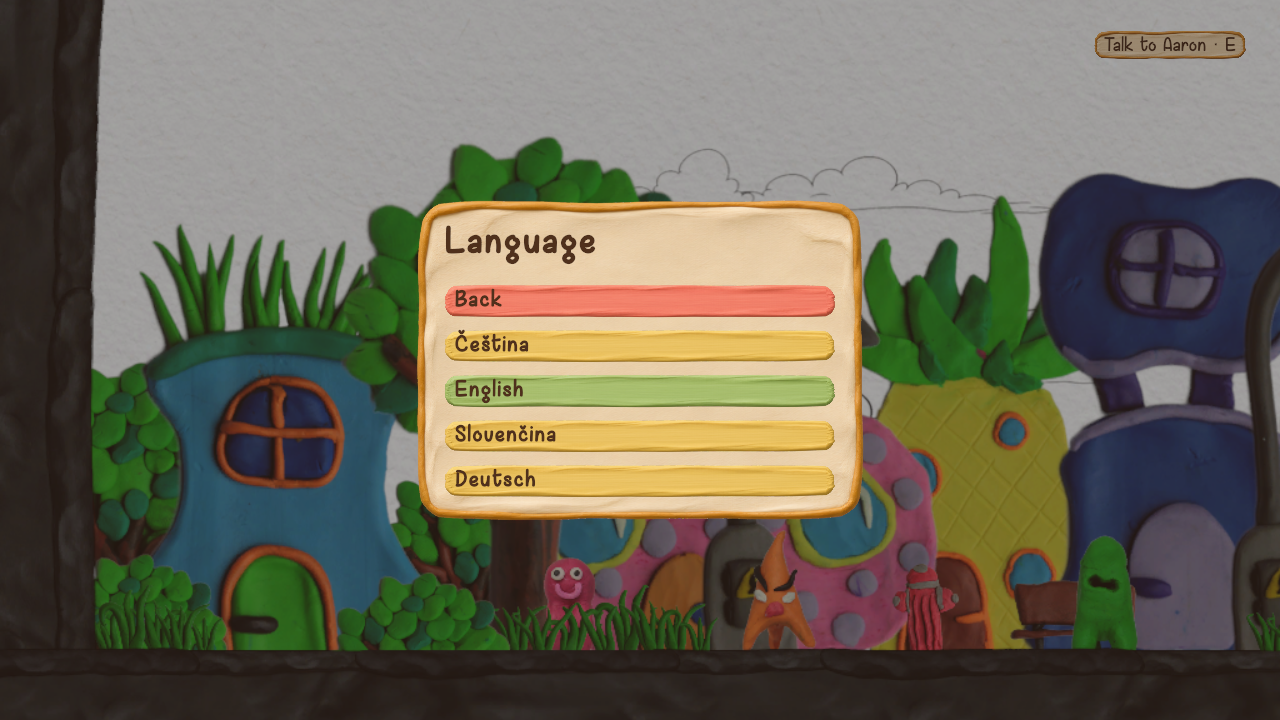 Talk to Aaron · E
Language
Back
Čeština
English
Slovenčina
Deutsch